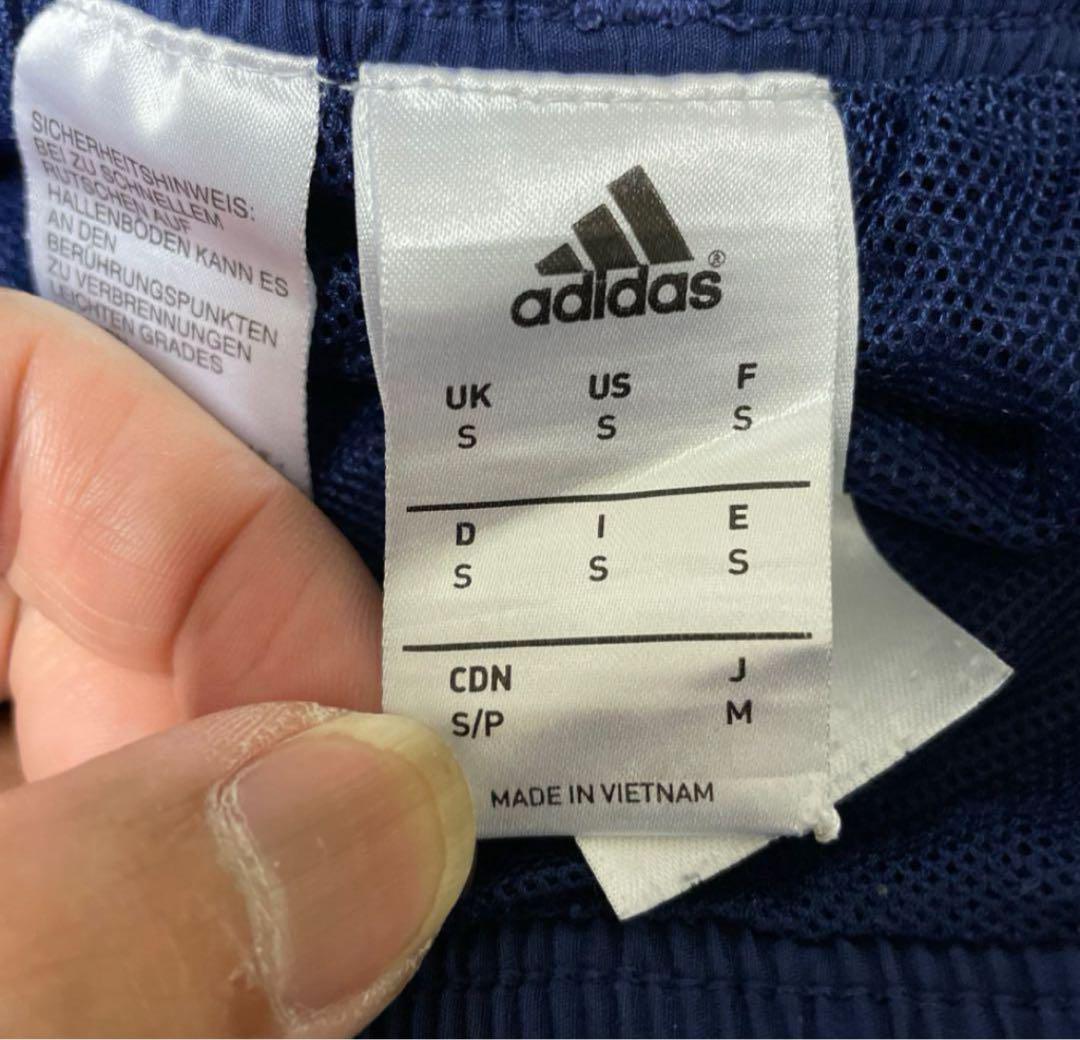 SICHERHEITSHINWEIS:
BEI ZU SCHNELLEM
RUTSCHEN AUF
HALLENBÖDEN KANN ES
AN DEN
BERÜHRUNGSPUNKTEN
ZU VERBRENNUNGEN
LEICHTEN GRADES
adidas®
UK US F
S S S
D I E
S S S
CDN J
S/P M
MADE IN VIETNAM